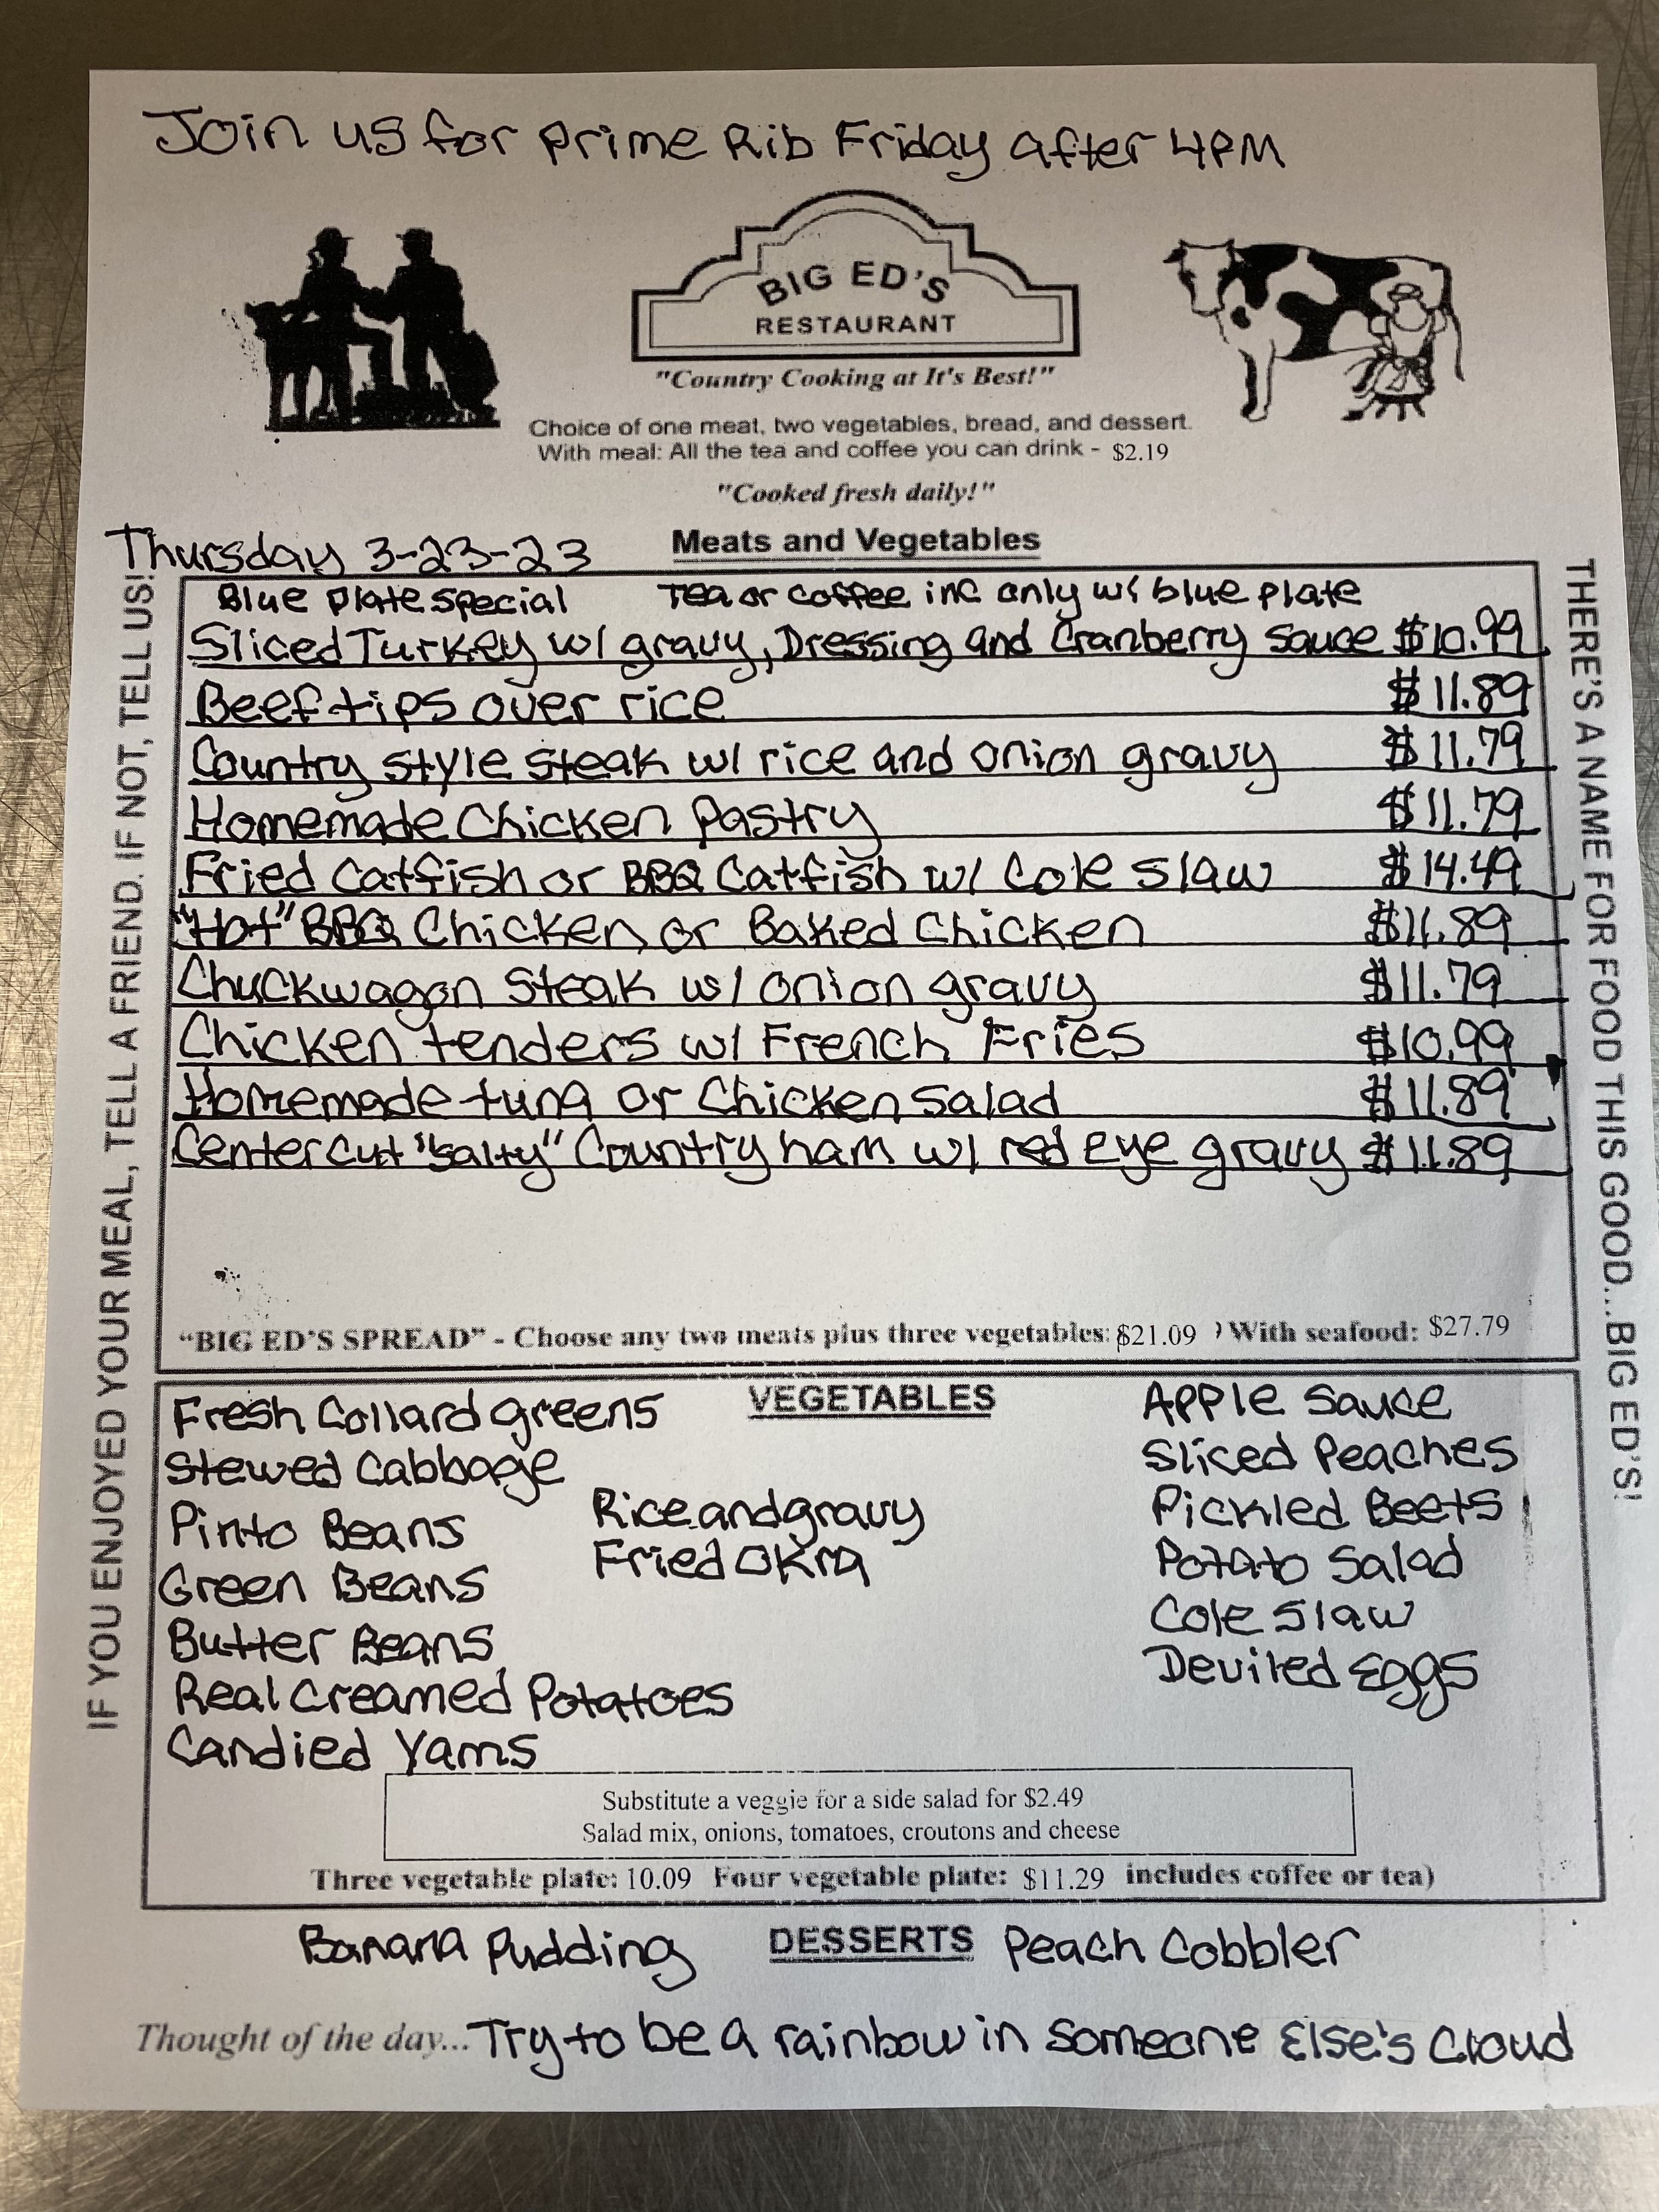 Join us for prime Rib Friday after 4PM
BIG ED'S
RESTAURANT
"Country Cooking at It's Best!"
Choice of one meat, two vegetables, bread, and dessert.
With meal: All the tea and coffee you can drink - $2.19
"Cooked fresh daily!"
Thursday 3-23-23
Meats and Vegetables
IF YOU ENJOYED YOUR MEAL, TELL A FRIEND. IF NOT, TELL US!
Blue plate special Tea or coffee inc only w/ blue plate
Sliced Turkey w/ gravy, Dressing and Cranberry sauce $10.99
Beef tips over rice $11.89
Country style steak w/ rice and onion gravy $11.79
Homemade Chicken Pastry $11.79
Fried Catfish or BBQ Catfish w/ Cole slaw $14.49
"Hot" BBQ Chicken, or Baked Chicken $11.89
Chuckwagon steak w/ onion gravy $11.79
Chicken tenders w/ French Fries $10.99
Homemade tuna or Chicken salad $11.89
Center cut "salty" Country ham w/ red eye gravy $11.89
"BIG ED'S SPREAD" - Choose any two meats plus three vegetables: $21.09 ) With seafood: $27.79
THERE'S A NAME FOR FOOD THIS GOOD...BIG ED'S!
VEGETABLES
Fresh Collard greens
Stewed Cabbage
Pinto Beans
Green Beans
Butter Beans
Real Creamed Potatoes
Candied Yams
Rice and gravy
Fried Okra
Apple Sauce
Sliced Peaches
Pickled Beets
Potato Salad
Cole Slaw
Deviled Eggs
Substitute a veggie for a side salad for $2.49
Salad mix, onions, tomatoes, croutons and cheese
Three vegetable plate: 10.09 Four vegetable plate: $11.29 includes coffee or tea)
Banana Pudding DESSERTS Peach Cobbler
Thought of the day... Try to be a rainbow in someone Else's Cloud